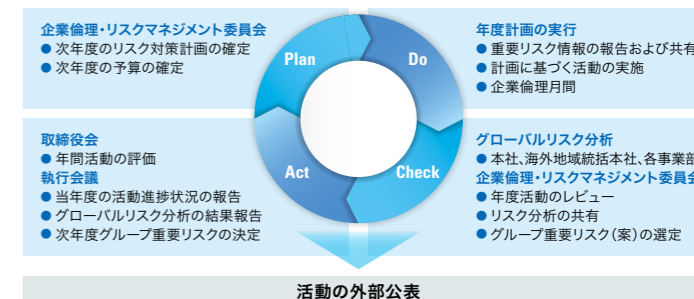 企業倫理・リスクマネジメント委員会
● 次年度のリスク対策計画の確定
● 次年度の予算の確定
Plan
Do
年度計画の実行
● 重要リスク情報の報告および共有
● 計画に基づく活動の実施
● 企業倫理月間
取締役会
● 年間活動の評価
執行会議
● 当年度の活動進捗状況の報告
● グローバルリスク分析の結果報告
● 次年度グループ重要リスクの決定
Act
Check
グローバルリスク分析
● 本社、海外地域統括本社、各事業部
企業倫理・リスクマネジメント委員会
● 年度活動のレビュー
● リスク分析の共有
● グループ重要リスク（案）の選定
活動の外部公表